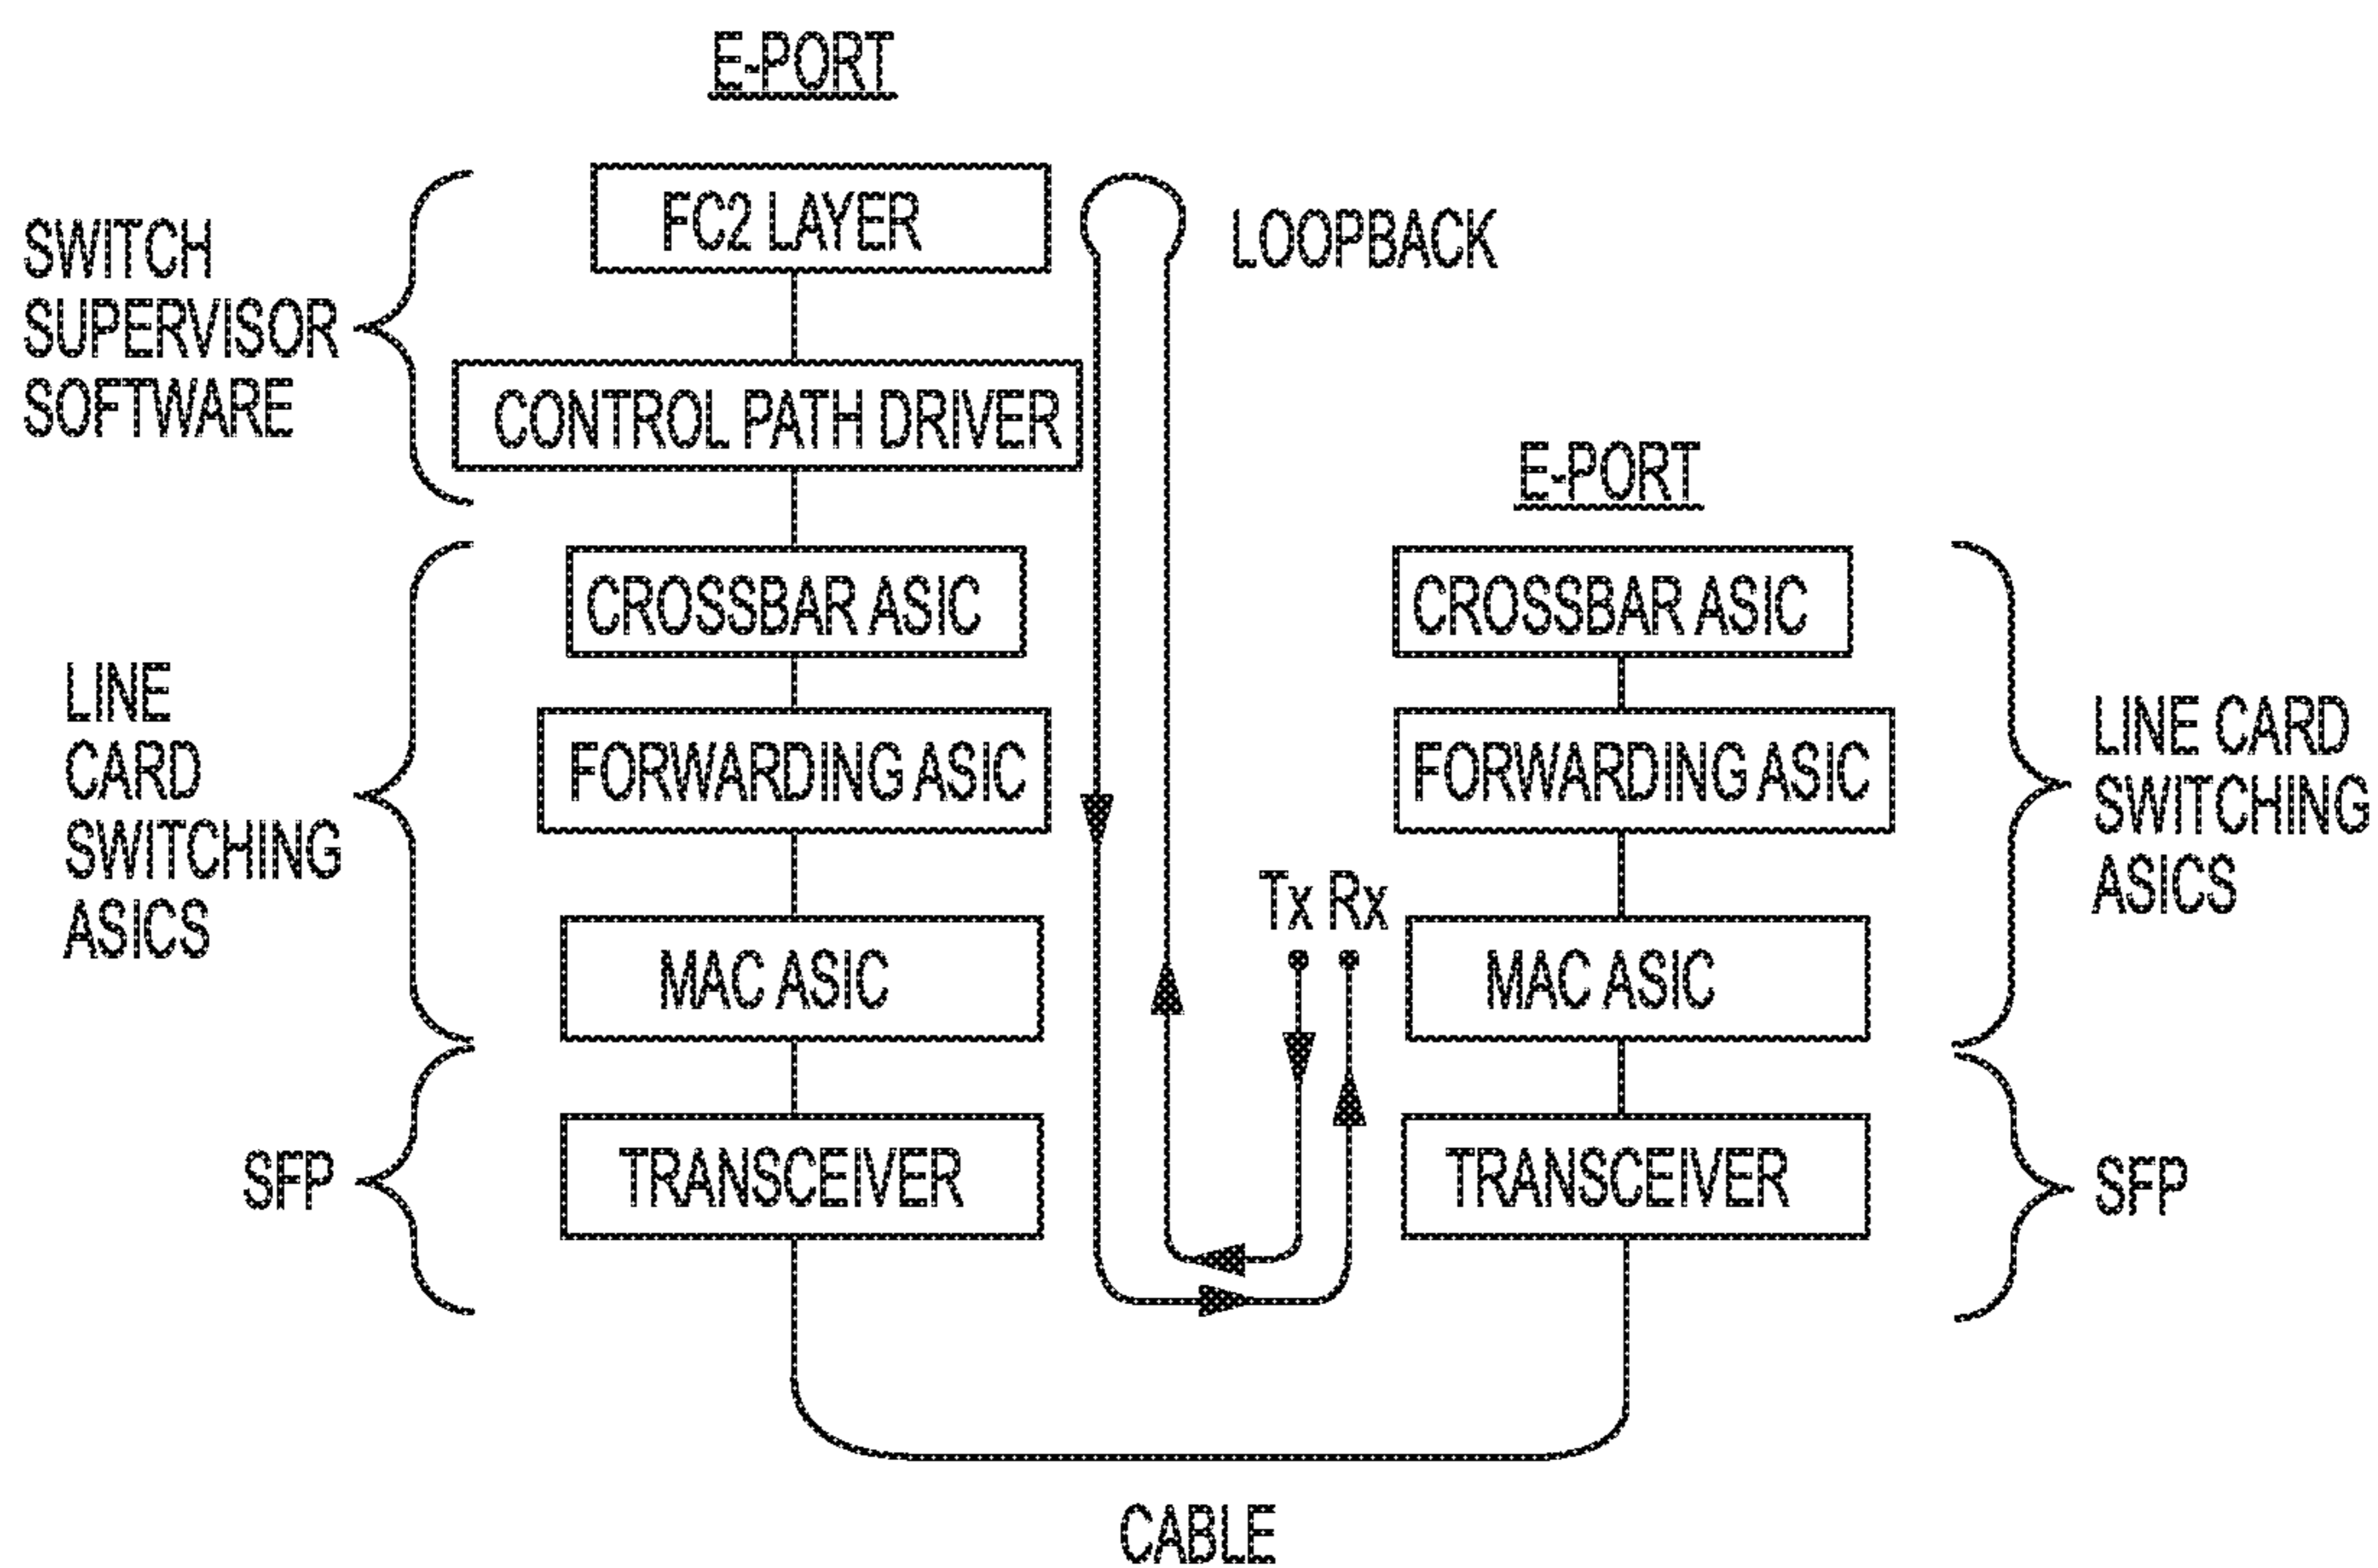 E-PORT
FC2 LAYER
LOOPBACK
SWITCH
SUPERVISOR
SOFTWARE
CONTROL PATH DRIVER
E-PORT
CROSSBAR ASIC
CROSSBAR ASIC
LINE
CARD
SWITCHING
ASICS
FORWARDING ASIC
FORWARDING ASIC
LINE CARD
SWITCHING
ASICS
Tx Rx
MAC ASIC
MAC ASIC
SFP
TRANSCEIVER
TRANSCEIVER
SFP
CABLE